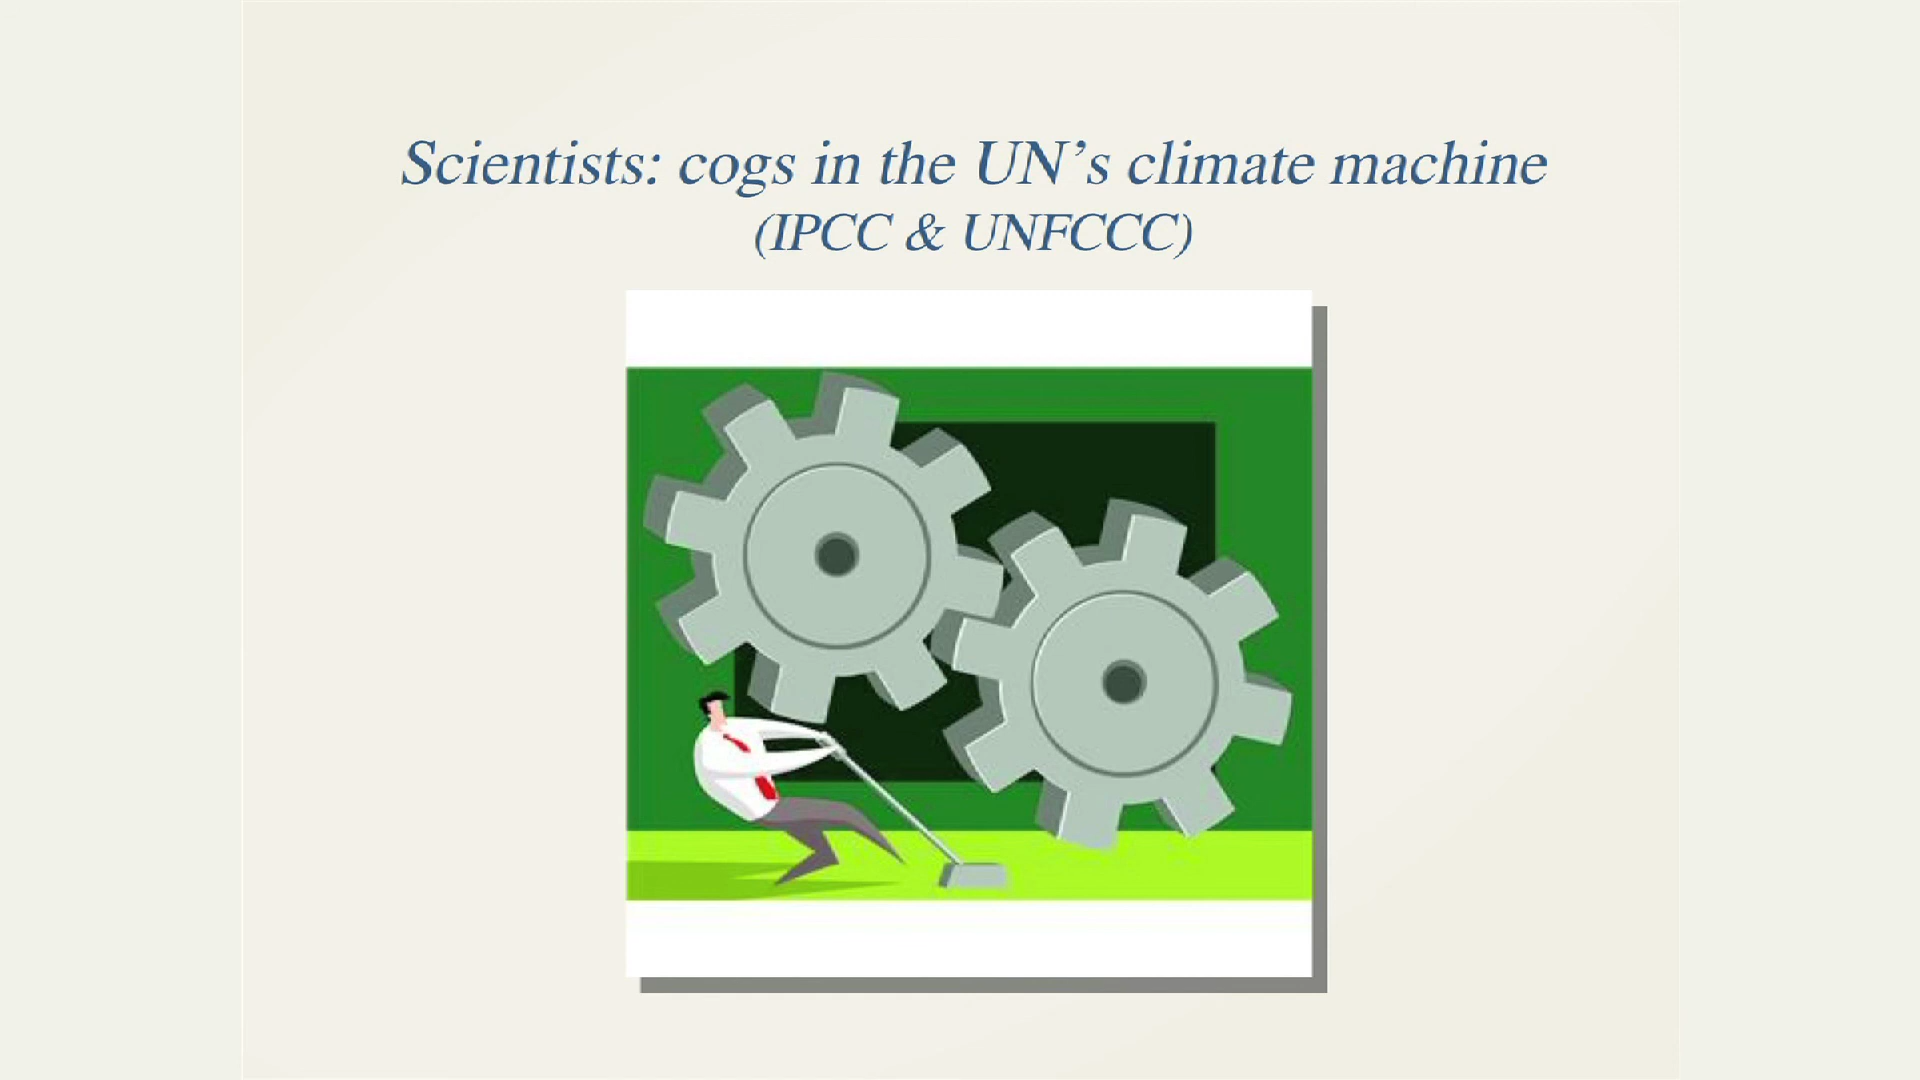 Scientists: cogs in the UN’s climate machine
(IPCC & UNFCCC)